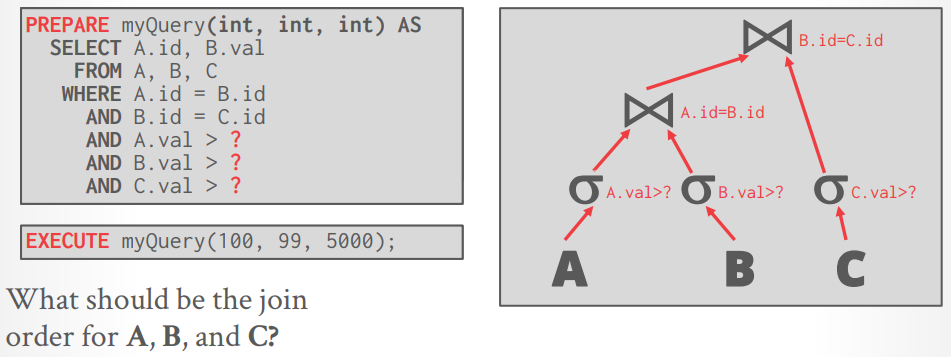 PREPARE myQuery(int, int, int) AS
SELECT A.id, B.val
FROM A, B, C
WHERE A.id = B.id
AND B.id = C.id
AND A.val > ?
AND B.val > ?
AND C.val > ?
EXECUTE myQuery(100, 99, 5000);
What should be the join
order for A, B, and C?
B.id=C.id
A.id=B.id
σ A.val>? σ B.val>? σ C.val>?
A B C